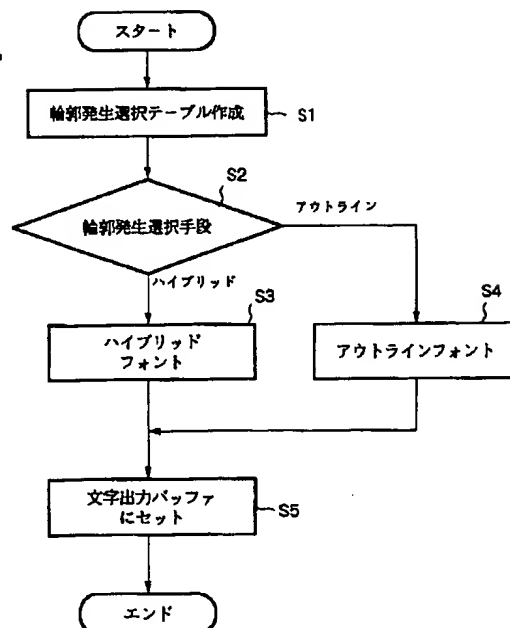 スタート
輪郭発生選択テーブル作成
S1
S2
輪郭発生選択手段
アウトライン
ハイブリッド
S3
S4
ハイブリッド
フォント
アウトラインフォント
文字出力バッファ
にセット
S5
エンド